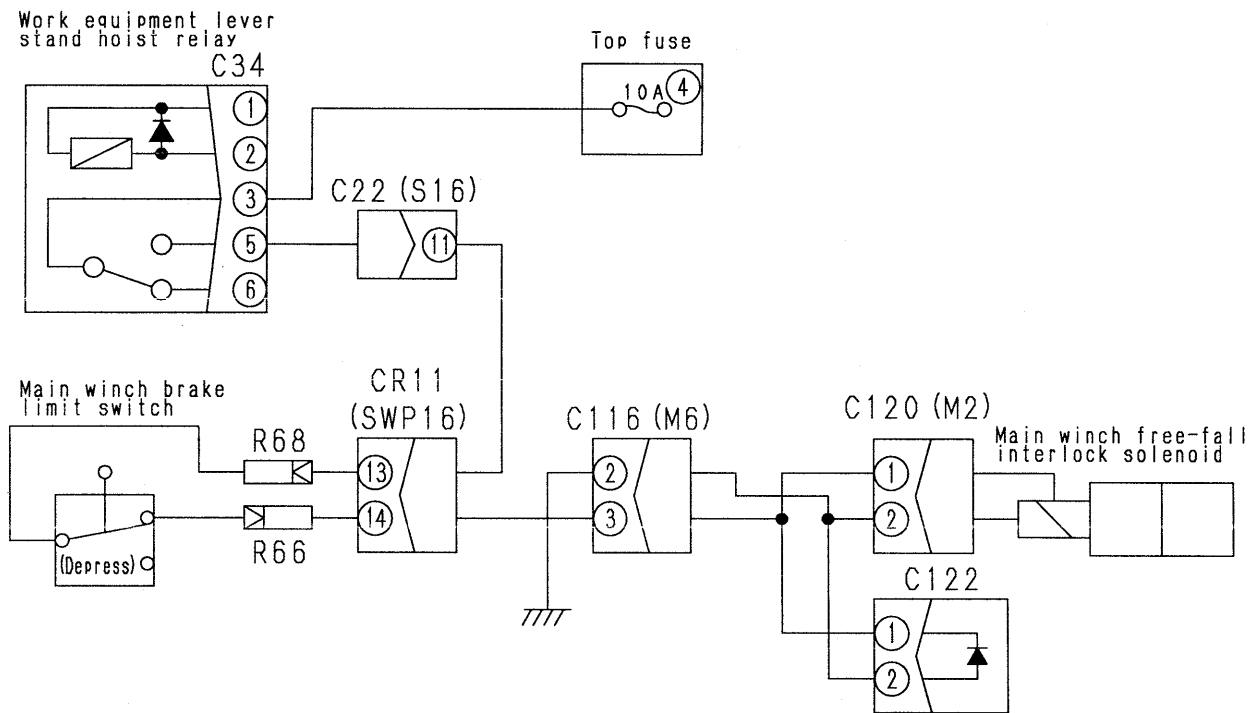 Work equipment lever
stand hoist relay
C34
1
2
3
5
6
Top fuse
10A 4
C22 (S16)
11
Main winch brake
limit switch
(Depress)
R68
R66
CR11
(SWP16)
13
14
C116 (M6)
2
3
C120 (M2)
1
2
Main winch free-fall
interlock solenoid
C122
1
2